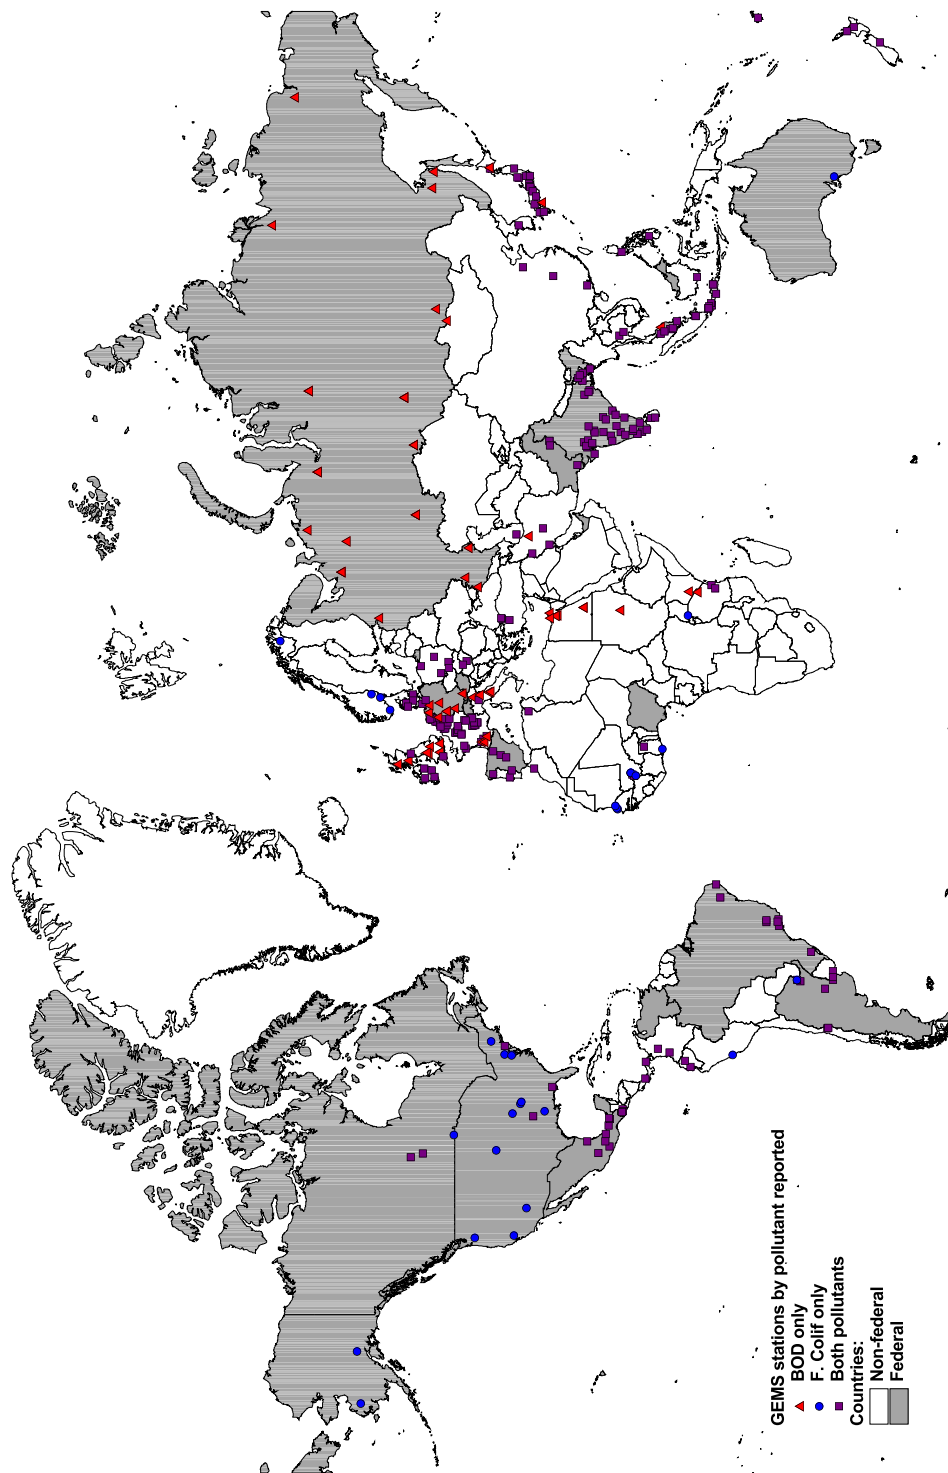 GEMS stations by pollutant reported
BOD only
F. Colif only
Both pollutants
Countries:
Non-federal
Federal